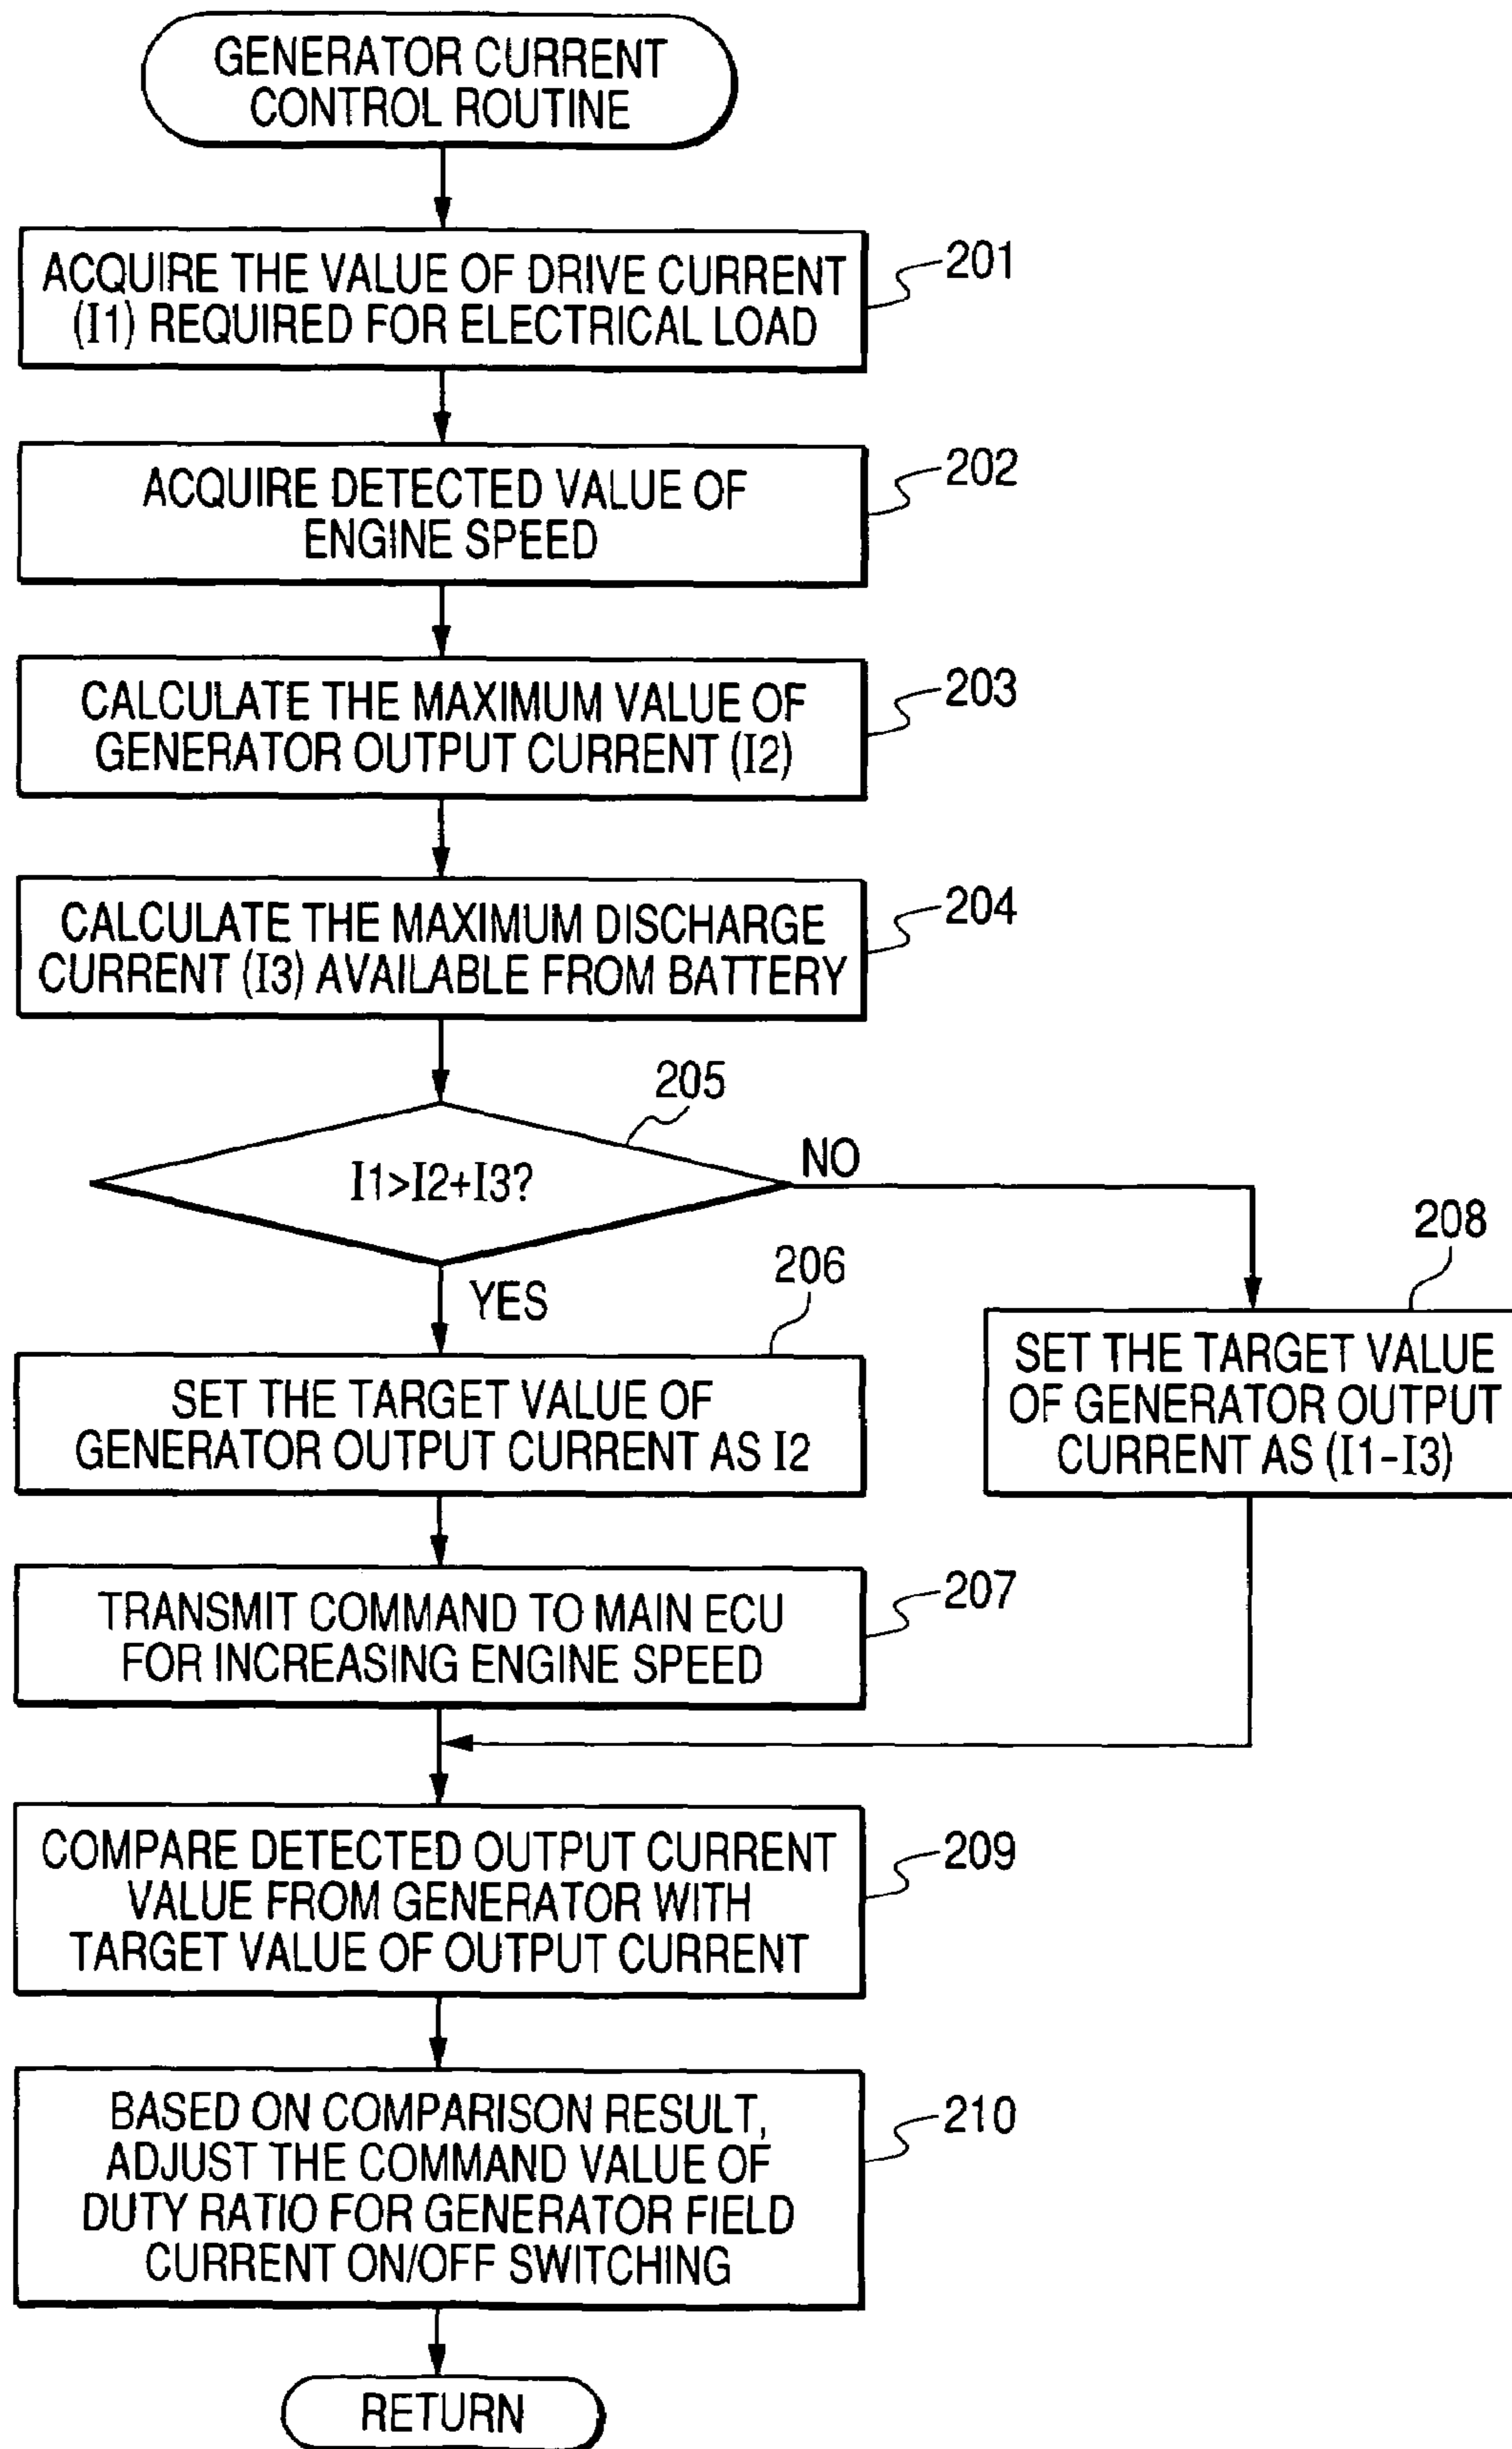 GENERATOR CURRENT
CONTROL ROUTINE
ACQUIRE THE VALUE OF DRIVE CURRENT
(I1) REQUIRED FOR ELECTRICAL LOAD
201
ACQUIRE DETECTED VALUE OF
ENGINE SPEED
202
CALCULATE THE MAXIMUM VALUE OF
GENERATOR OUTPUT CURRENT (I2)
203
CALCULATE THE MAXIMUM DISCHARGE
CURRENT (I3) AVAILABLE FROM BATTERY
204
205
I1>I2+I3?
NO
YES
206
SET THE TARGET VALUE OF
GENERATOR OUTPUT CURRENT AS I2
208
SET THE TARGET VALUE
OF GENERATOR OUTPUT
CURRENT AS (I1-I3)
TRANSMIT COMMAND TO MAIN ECU
FOR INCREASING ENGINE SPEED
207
COMPARE DETECTED OUTPUT CURRENT
VALUE FROM GENERATOR WITH
TARGET VALUE OF OUTPUT CURRENT
209
BASED ON COMPARISON RESULT,
ADJUST THE COMMAND VALUE OF
DUTY RATIO FOR GENERATOR FIELD
CURRENT ON/OFF SWITCHING
210
RETURN